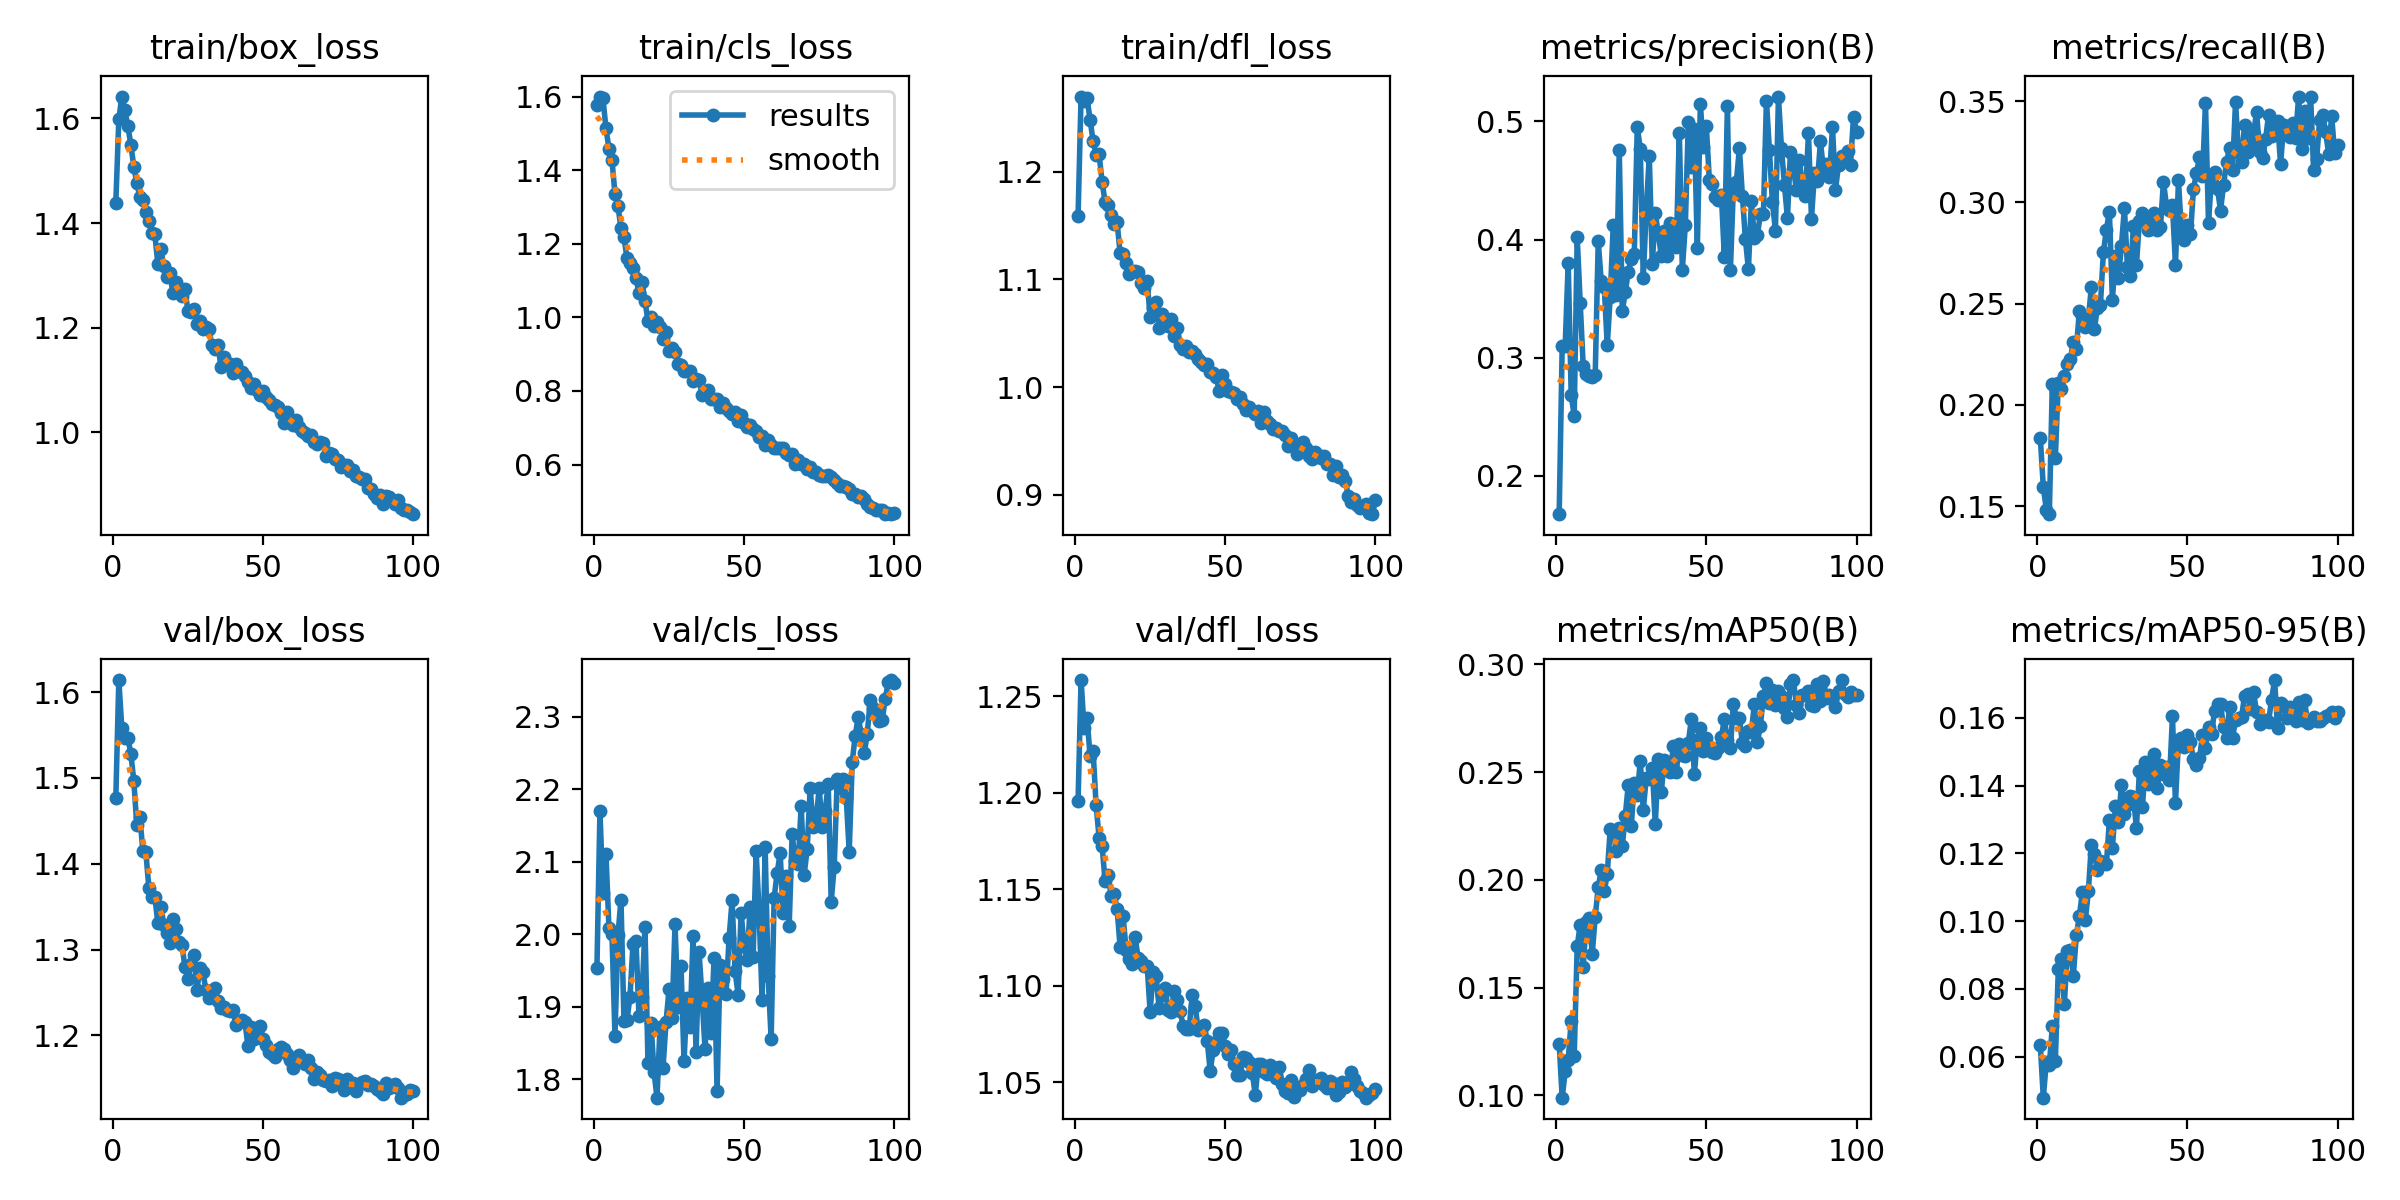 train/box_loss
1.6
1.4
1.2
1.0
0 50 100
train/cls_loss
results
smooth
1.6
1.4
1.2
1.0
0.8
0.6
0 50 100
train/dfl_loss
1.2
1.1
1.0
0.9
0 50 100
metrics/precision(B)
0.5
0.4
0.3
0.2
0 50 100
metrics/recall(B)
0.35
0.30
0.25
0.20
0.15
0 50 100
val/box_loss
1.6
1.5
1.4
1.3
1.2
0 50 100
val/cls_loss
2.3
2.2
2.1
2.0
1.9
1.8
0 50 100
val/dfl_loss
1.25
1.20
1.15
1.10
1.05
0 50 100
metrics/mAP50(B)
0.30
0.25
0.20
0.15
0.10
0 50 100
metrics/mAP50-95(B)
0.16
0.14
0.12
0.10
0.08
0.06
0 50 100